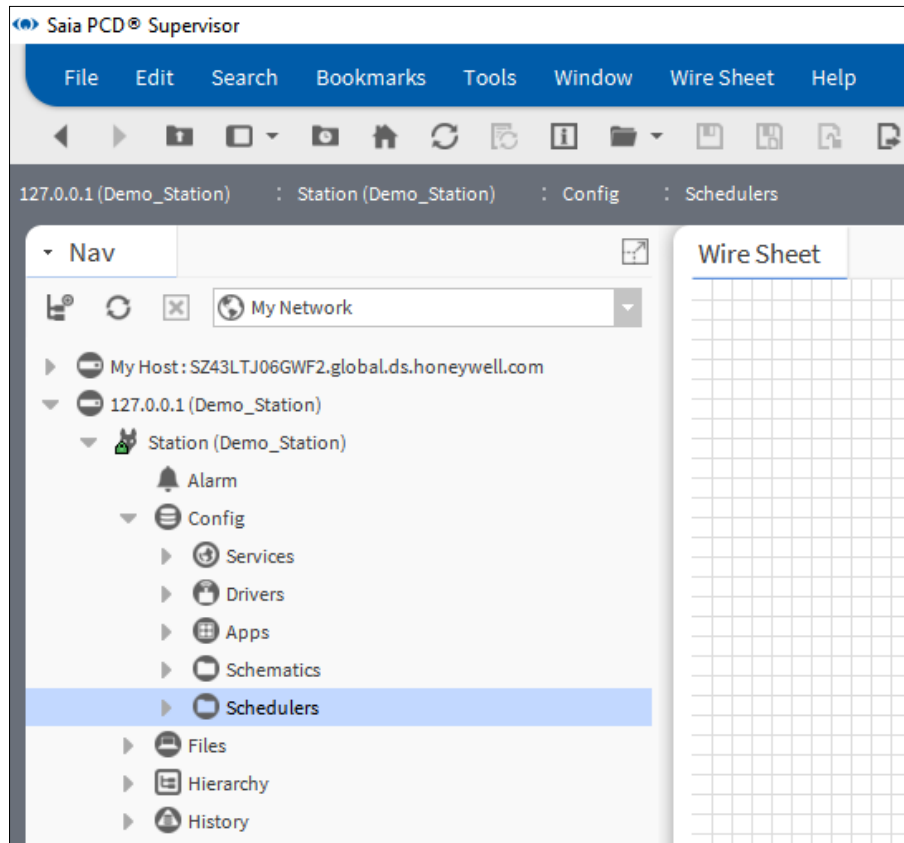 Saia PCD® Supervisor
File Edit Search Bookmarks Tools Window Wire Sheet Help
127.0.0.1 (Demo_Station) : Station (Demo_Station) : Config : Schedulers
Nav
Wire Sheet
My Network
My Host : SZ43LTJ06GWF2.global.ds.honeywell.com
127.0.0.1 (Demo_Station)
Station (Demo_Station)
Alarm
Config
Services
Drivers
Apps
Schematics
Schedulers
Files
Hierarchy
History